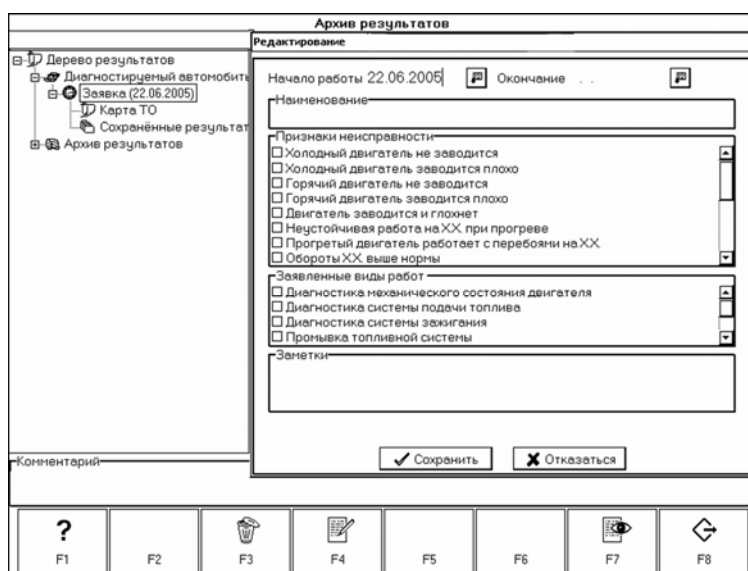 Архив результатов
Редактирование
Дерево результатов
Диагностируемый автомобить
Заявка (22.06.2005)
Карта ТО
Сохранённые результат
Архив результатов
Начало работы 22.06.2005 Окончание . .
Наименование
Признаки неисправности
Холодный двигатель не заводится
Холодный двигатель заводится плохо
Горячий двигатель не заводится
Горячий двигатель заводится плохо
Двигатель заводится и глохнет
Неустойчивая работа на ХХ при прогреве
Прогретый двигатель работает с перебоями на ХХ
Обороты ХХ выше нормы
Заявленные виды работ
Диагностика механического состояния двигателя
Диагностика системы подачи топлива
Диагностика системы зажигания
Промывка топливной системы
Заметки
Сохранить Отказаться
Комментарий
?
F1 F2 F3 F4 F5 F6 F7 F8